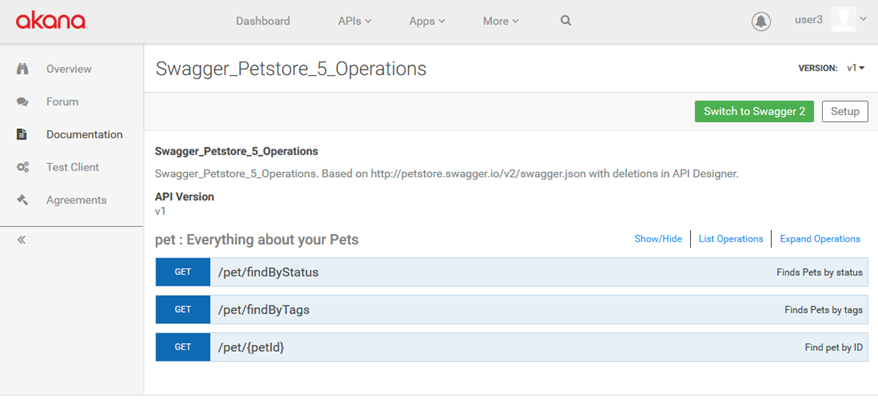 akana
Dashboard APIs Apps More user3
Overview
Forum
Documentation
Test Client
Agreements
Swagger_Petstore_5_Operations VERSION: v1
Switch to Swagger 2 Setup
Swagger_Petstore_5_Operations
Swagger_Petstore_5_Operations. Based on http://petstore.swagger.io/v2/swagger.json with deletions in API Designer.
API Version
v1
pet : Everything about your Pets Show/Hide List Operations Expand Operations
GET /pet/findByStatus Finds Pets by status
GET /pet/findByTags Finds Pets by tags
GET /pet/{petId} Find pet by ID